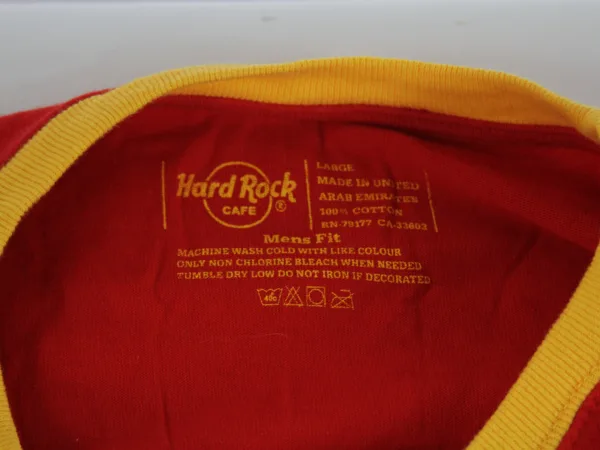 Hard Rock
CAFE ®
LARGE
MADE IN UNITED
ARAB EMIRATES
100% COTTON
RN-79177 CA-33603
Mens Fit
MACHINE WASH COLD WITH LIKE COLOUR
ONLY NON CHLORINE BLEACH WHEN NEEDED
TUMBLE DRY LOW DO NOT IRON IF DECORATED